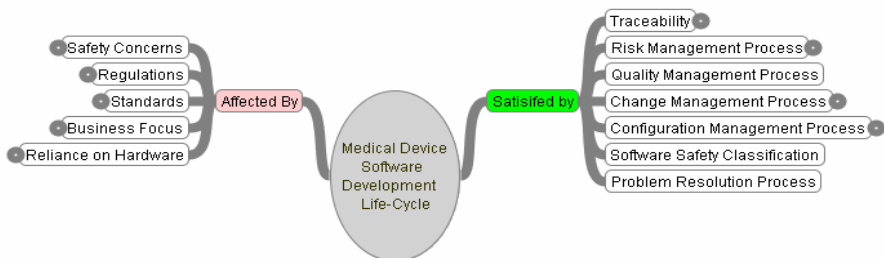 Safety Concerns
Regulations
Standards
Business Focus
Reliance on Hardware
Affected By
Medical Device
Software
Development
Life-Cycle
Satisifed by
Traceability
Risk Management Process
Quality Management Process
Change Management Process
Configuration Management Process
Software Safety Classification
Problem Resolution Process